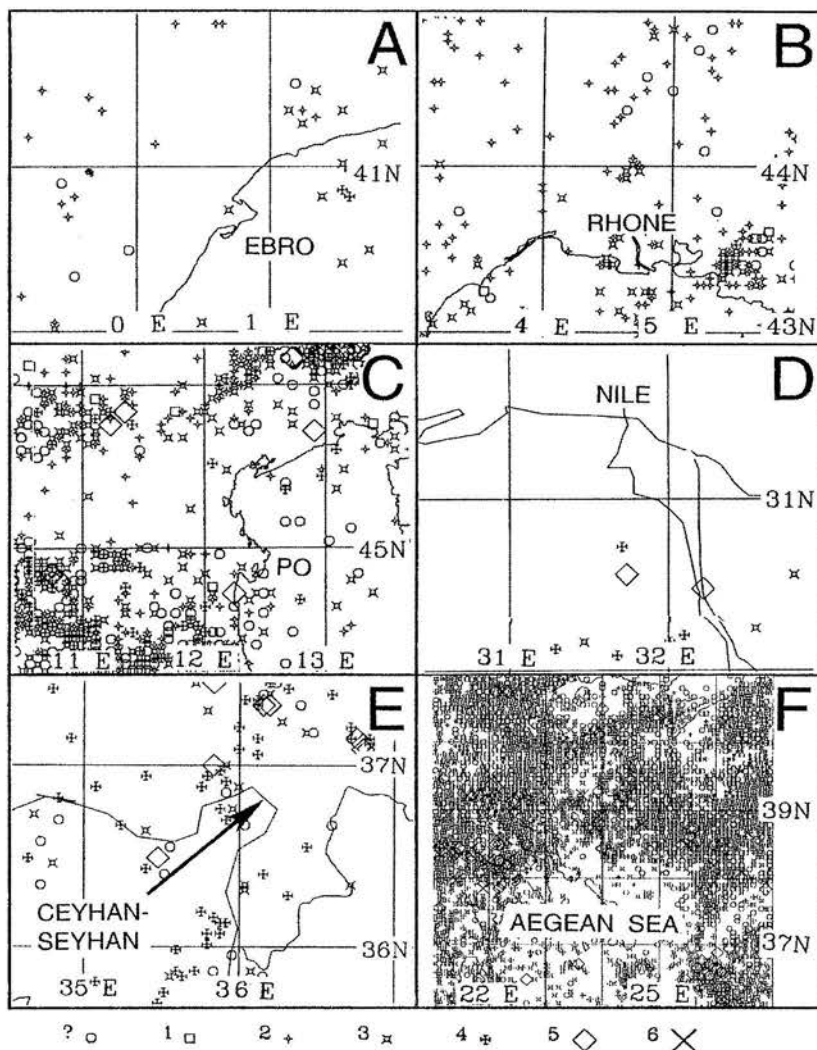 A
41N
EBRO
0 E 1 E
B
44N
RHONE
4 E 5 E 43N
C
45N
PO
11 E 12 E 13 E
D
NILE
31N
31 E 32 E
E
37N
CEYHAN-
SEYHAN
36N
35 E 36 E
F
39N
AEGEAN SEA
37N
22 E 25 E
? 1 2 3 4 5 6